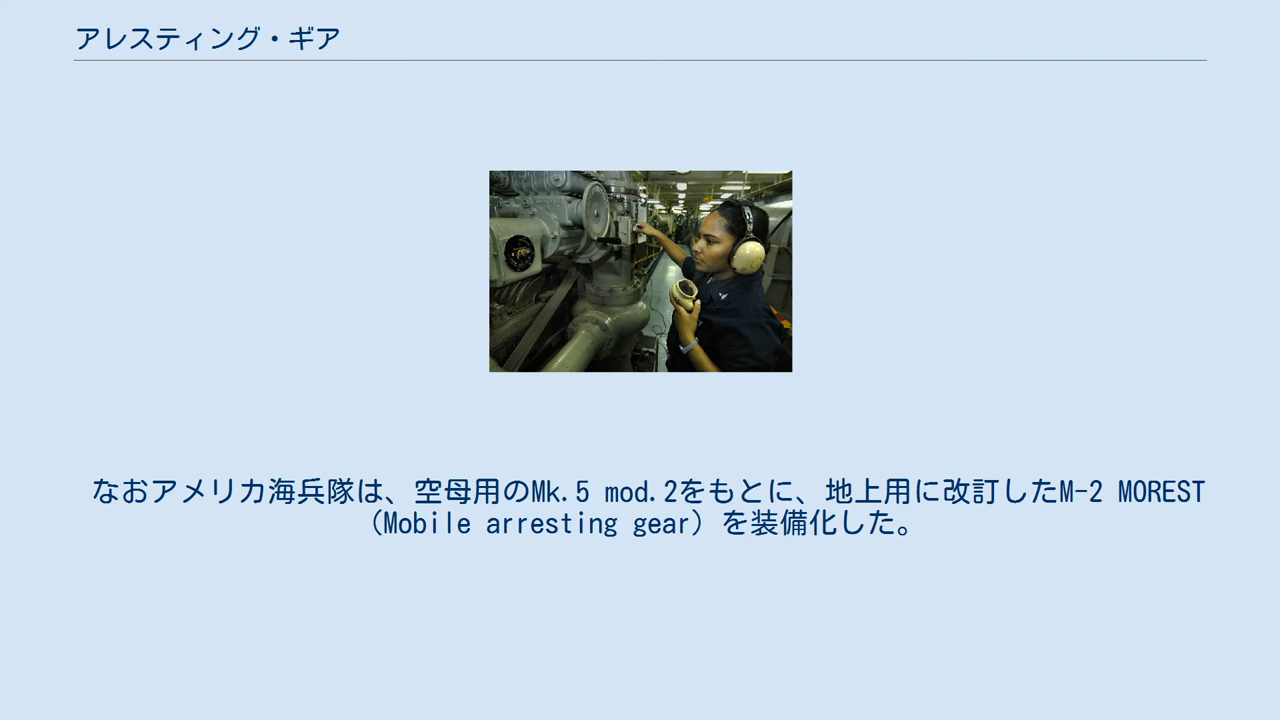 アレスティング・ギア
なおアメリカ海兵隊は、空母用のMk.5 mod.2をもとに、地上用に改訂したM-2 MOREST
（Mobile arresting gear）を装備化した。